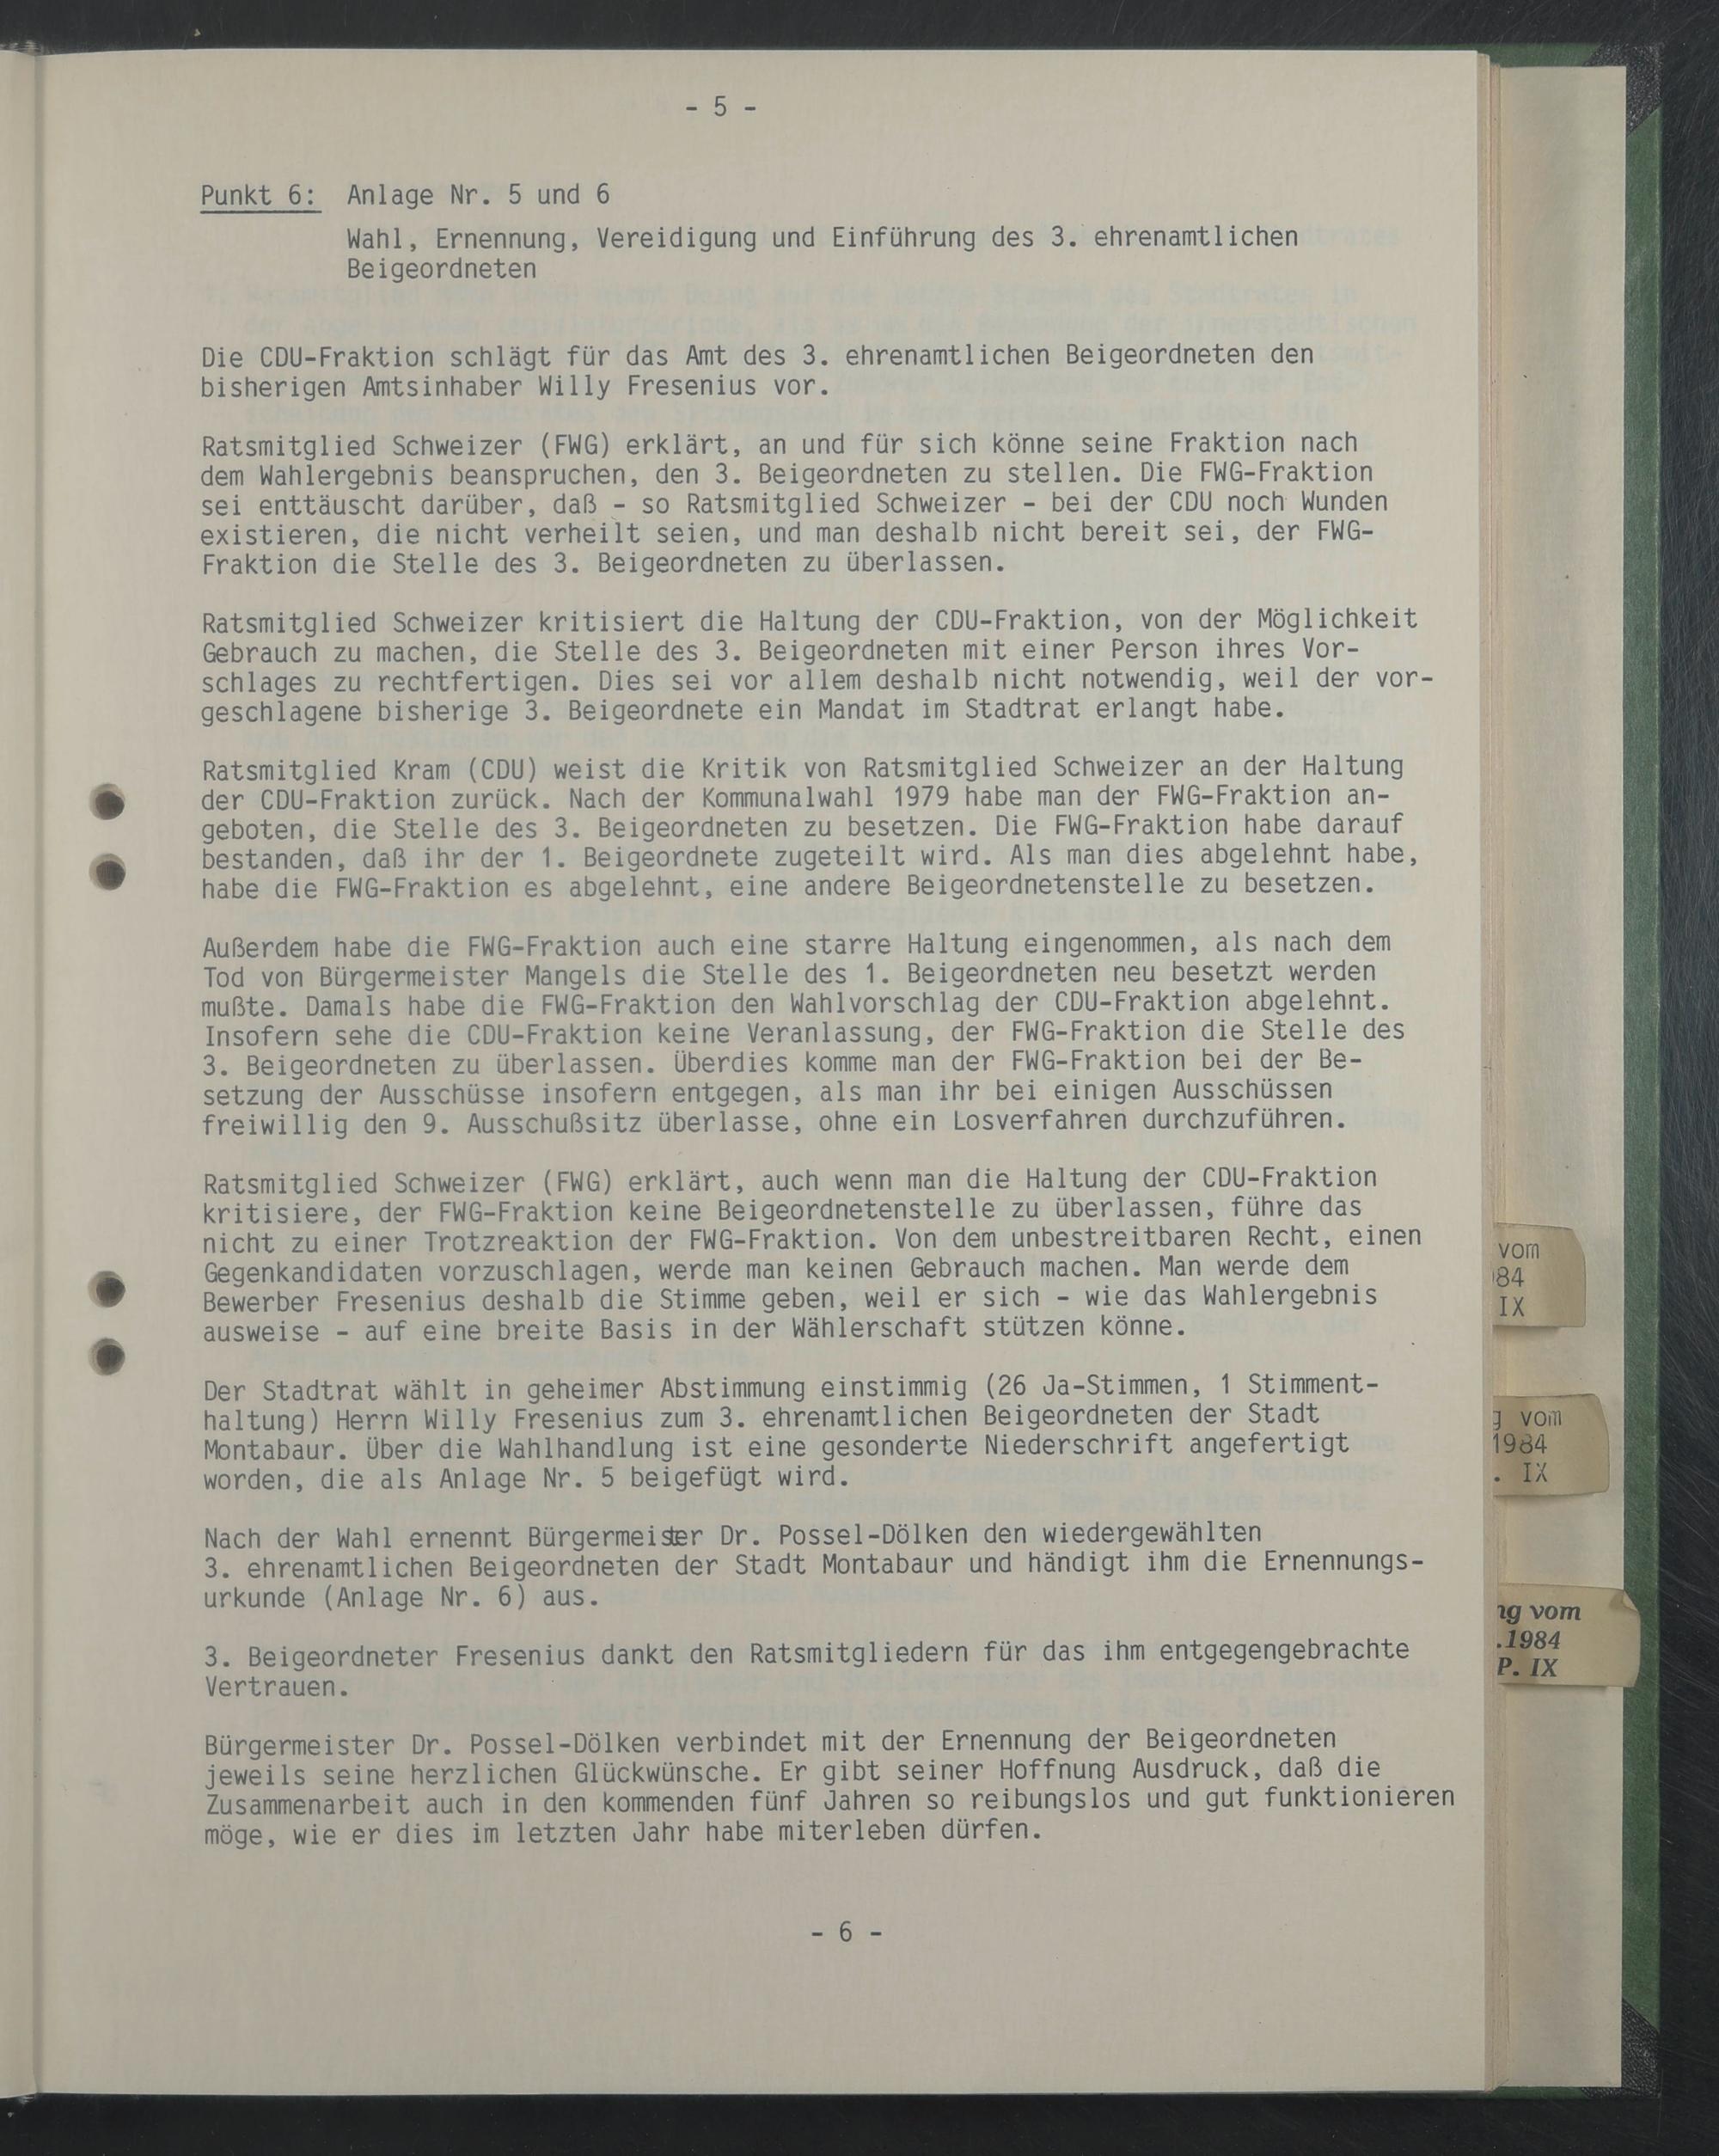 - 5 -
Punkt 6: Anlage Nr. 5 und 6
Wahl, Ernennung, Vereidigung und Einführung des 3. ehrenamtlichen
Beigeordneten
Die CDU-Fraktion schlägt für das Amt des 3. ehrenamtlichen Beigeordneten den
bisherigen Amtsinhaber Willy Fresenius vor.
Ratsmitglied Schweizer (FWG) erklärt, an und für sich könne seine Fraktion nach
dem Wahlergebnis beanspruchen, den 3. Beigeordneten zu stellen. Die FWG-Fraktion
sei enttäuscht darüber, daß - so Ratsmitglied Schweizer - bei der CDU noch Wunden
existieren, die nicht verheilt seien, und man deshalb nicht bereit sei, der FWG-
Fraktion die Stelle des 3. Beigeordneten zu überlassen.
Ratsmitglied Schweizer kritisiert die Haltung der CDU-Fraktion, von der Möglichkeit
Gebrauch zu machen, die Stelle des 3. Beigeordneten mit einer Person ihres Vor-
schlages zu rechtfertigen. Dies sei vor allem deshalb nicht notwendig, weil der vor-
geschlagene bisherige 3. Beigeordnete ein Mandat im Stadtrat erlangt habe.
Ratsmitglied Kram (CDU) weist die Kritik von Ratsmitglied Schweizer an der Haltung
der CDU-Fraktion zurück. Nach der Kommunalwahl 1979 habe man der FWG-Fraktion an-
geboten, die Stelle des 3. Beigeordneten zu besetzen. Die FWG-Fraktion habe darauf
bestanden, daß ihr der 1. Beigeordnete zugeteilt wird. Als man dies abgelehnt habe,
habe die FWG-Fraktion es abgelehnt, eine andere Beigeordnetenstelle zu besetzen.
Außerdem habe die FWG-Fraktion auch eine starre Haltung eingenommen, als nach dem
Tod von Bürgermeister Mangels die Stelle des 1. Beigeordneten neu besetzt werden
mußte. Damals habe die FWG-Fraktion den Wahlvorschlag der CDU-Fraktion abgelehnt.
Insofern sehe die CDU-Fraktion keine Veranlassung, der FWG-Fraktion die Stelle des
3. Beigeordneten zu überlassen. Überdies komme man der FWG-Fraktion bei der Be-
setzung der Ausschüsse insofern entgegen, als man ihr bei einigen Ausschüssen
freiwillig den 9. Ausschußsitz überlasse, ohne ein Losverfahren durchzuführen.
Ratsmitglied Schweizer (FWG) erklärt, auch wenn man die Haltung der CDU-Fraktion
kritisiere, der FWG-Fraktion keine Beigeordnetenstelle zu überlassen, führe das
nicht zu einer Trotzreaktion der FWG-Fraktion. Von dem unbestreitbaren Recht, einen
Gegenkandidaten vorzuschlagen, werde man keinen Gebrauch machen. Man werde dem
Bewerber Fresenius deshalb die Stimme geben, weil er sich - wie das Wahlergebnis
ausweise - auf eine breite Basis in der Wählerschaft stützen könne.
Der Stadtrat wählt in geheimer Abstimmung einstimmig (26 Ja-Stimmen, 1 Stimment-
haltung) Herrn Willy Fresenius zum 3. ehrenamtlichen Beigeordneten der Stadt
Montabaur. Über die Wahlhandlung ist eine gesonderte Niederschrift angefertigt
worden, die als Anlage Nr. 5 beigefügt wird.
Nach der Wahl ernennt Bürgermeister Dr. Possel-Dölken den wiedergewählten
3. ehrenamtlichen Beigeordneten der Stadt Montabaur und händigt ihm die Ernennungs-
urkunde (Anlage Nr. 6) aus.
3. Beigeordneter Fresenius dankt den Ratsmitgliedern für das ihm entgegengebrachte
Vertrauen.
Bürgermeister Dr. Possel-Dölken verbindet mit der Ernennung der Beigeordneten
jeweils seine herzlichen Glückwünsche. Er gibt seiner Hoffnung Ausdruck, daß die
Zusammenarbeit auch in den kommenden fünf Jahren so reibungslos und gut funktionieren
möge, wie er dies im letzten Jahr habe miterleben dürfen.
- 6 -
vom
84
IX
g vom
1984
. IX
ng vom
.1984
P. IX